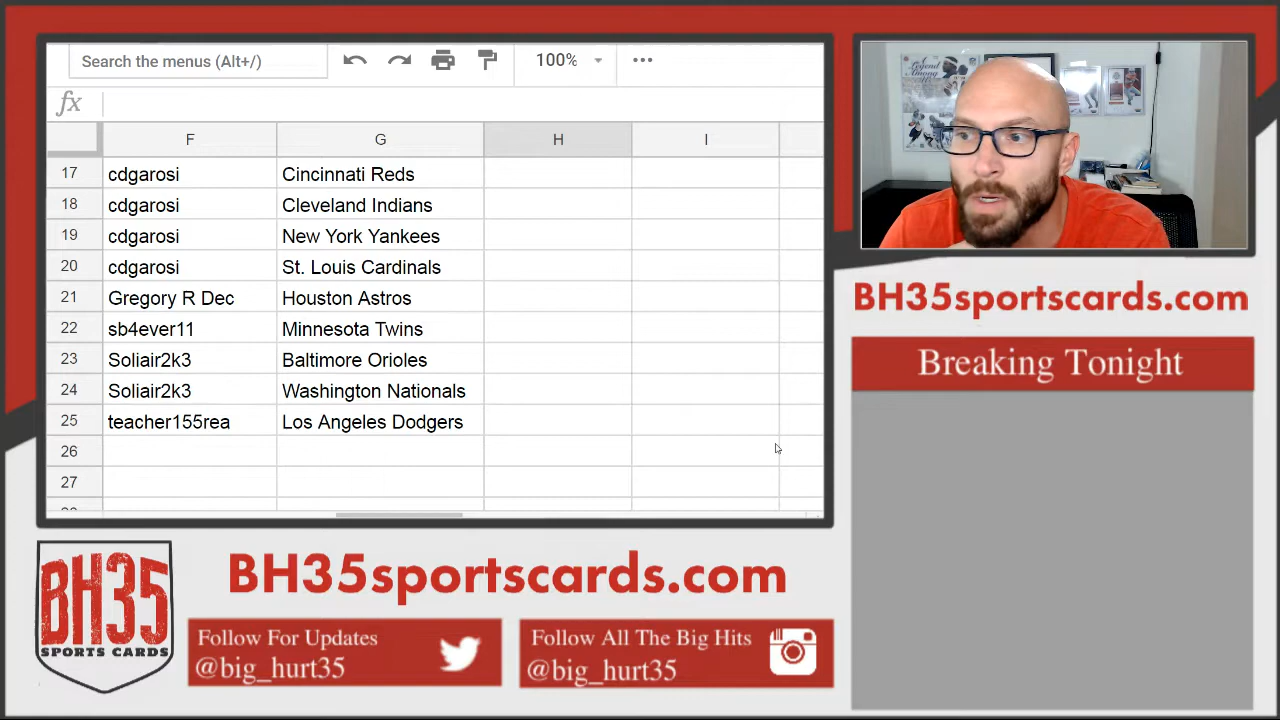 Search the menus (Alt+/)
100%
fx
F G H I
17 cdgarosi Cincinnati Reds
18 cdgarosi Cleveland Indians
19 cdgarosi New York Yankees
20 cdgarosi St. Louis Cardinals
21 Gregory R Dec Houston Astros
22 sb4ever11 Minnesota Twins
23 Soliair2k3 Baltimore Orioles
24 Soliair2k3 Washington Nationals
25 teacher155rea Los Angeles Dodgers
26
27
BH35sportscards.com
Breaking Tonight
BH35
SPORTS CARDS
BH35sportscards.com
Follow For Updates
@big_hurt35
Follow All The Big Hits
@big_hurt35